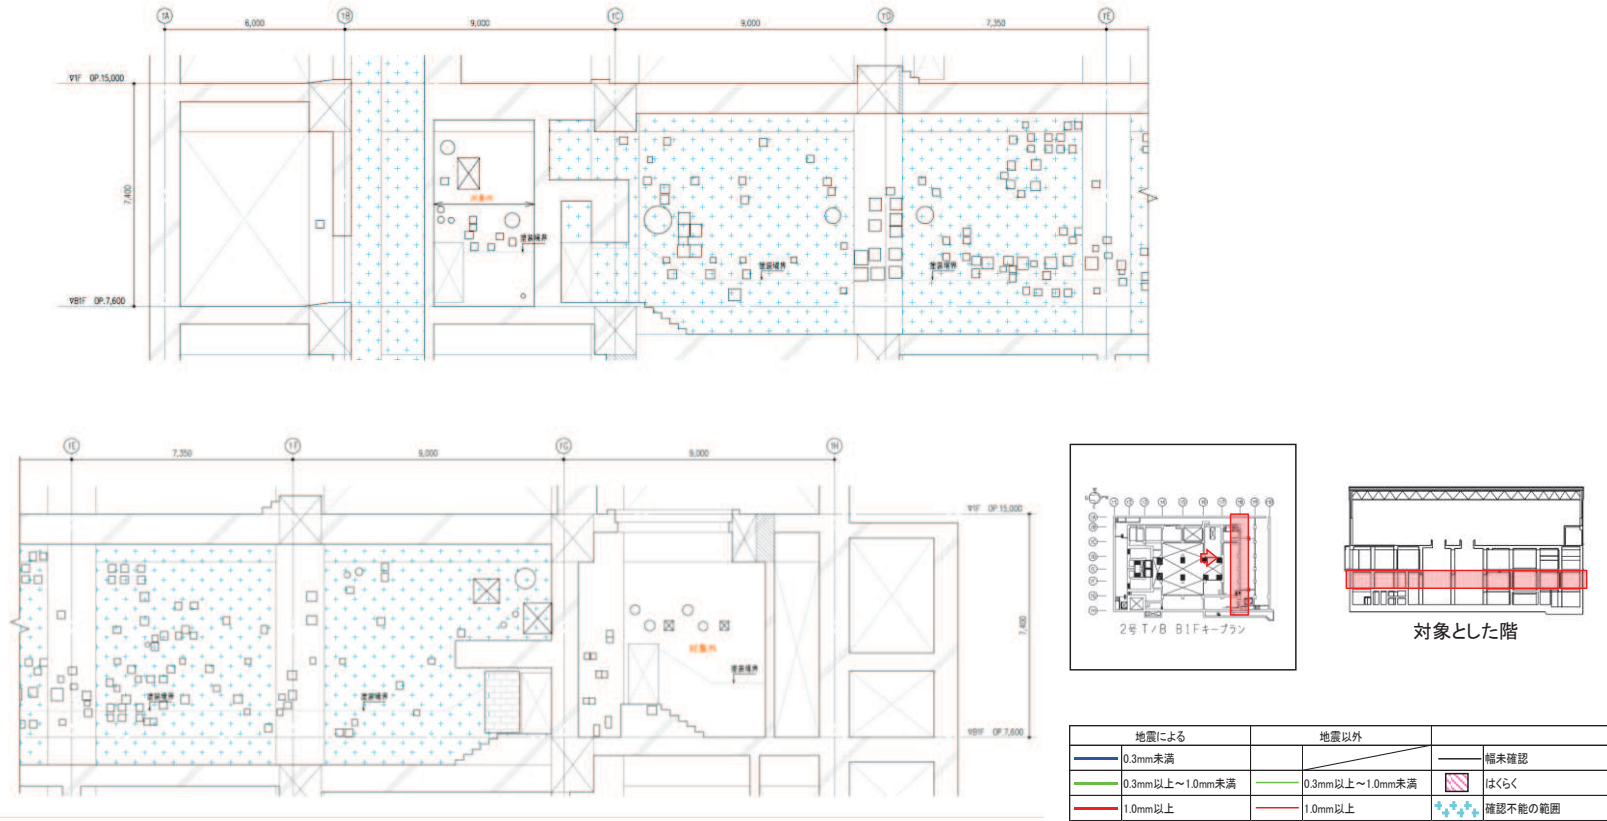 1A 1B 1C 1D 1E
6,000 9,000 9,000 7,350
▽1F OP.15,000
7,400
対象外
塗装境界
塗装境界
塗装境界
▽B1F OP.7,600
1E 1F 1G 1H
7,350 9,000 9,000
▽1F OP.15,000
7,400
対象外
塗装境界
塗装境界
塗装境界
▽B1F OP.7,600
2号 T/B B1Fキープラン
対象とした階
地震による 地震以外
0.3mm未満 幅未確認
0.3mm以上～1.0mm未満 0.3mm以上～1.0mm未満 はくらく
1.0mm以上 1.0mm以上 確認不能の範囲